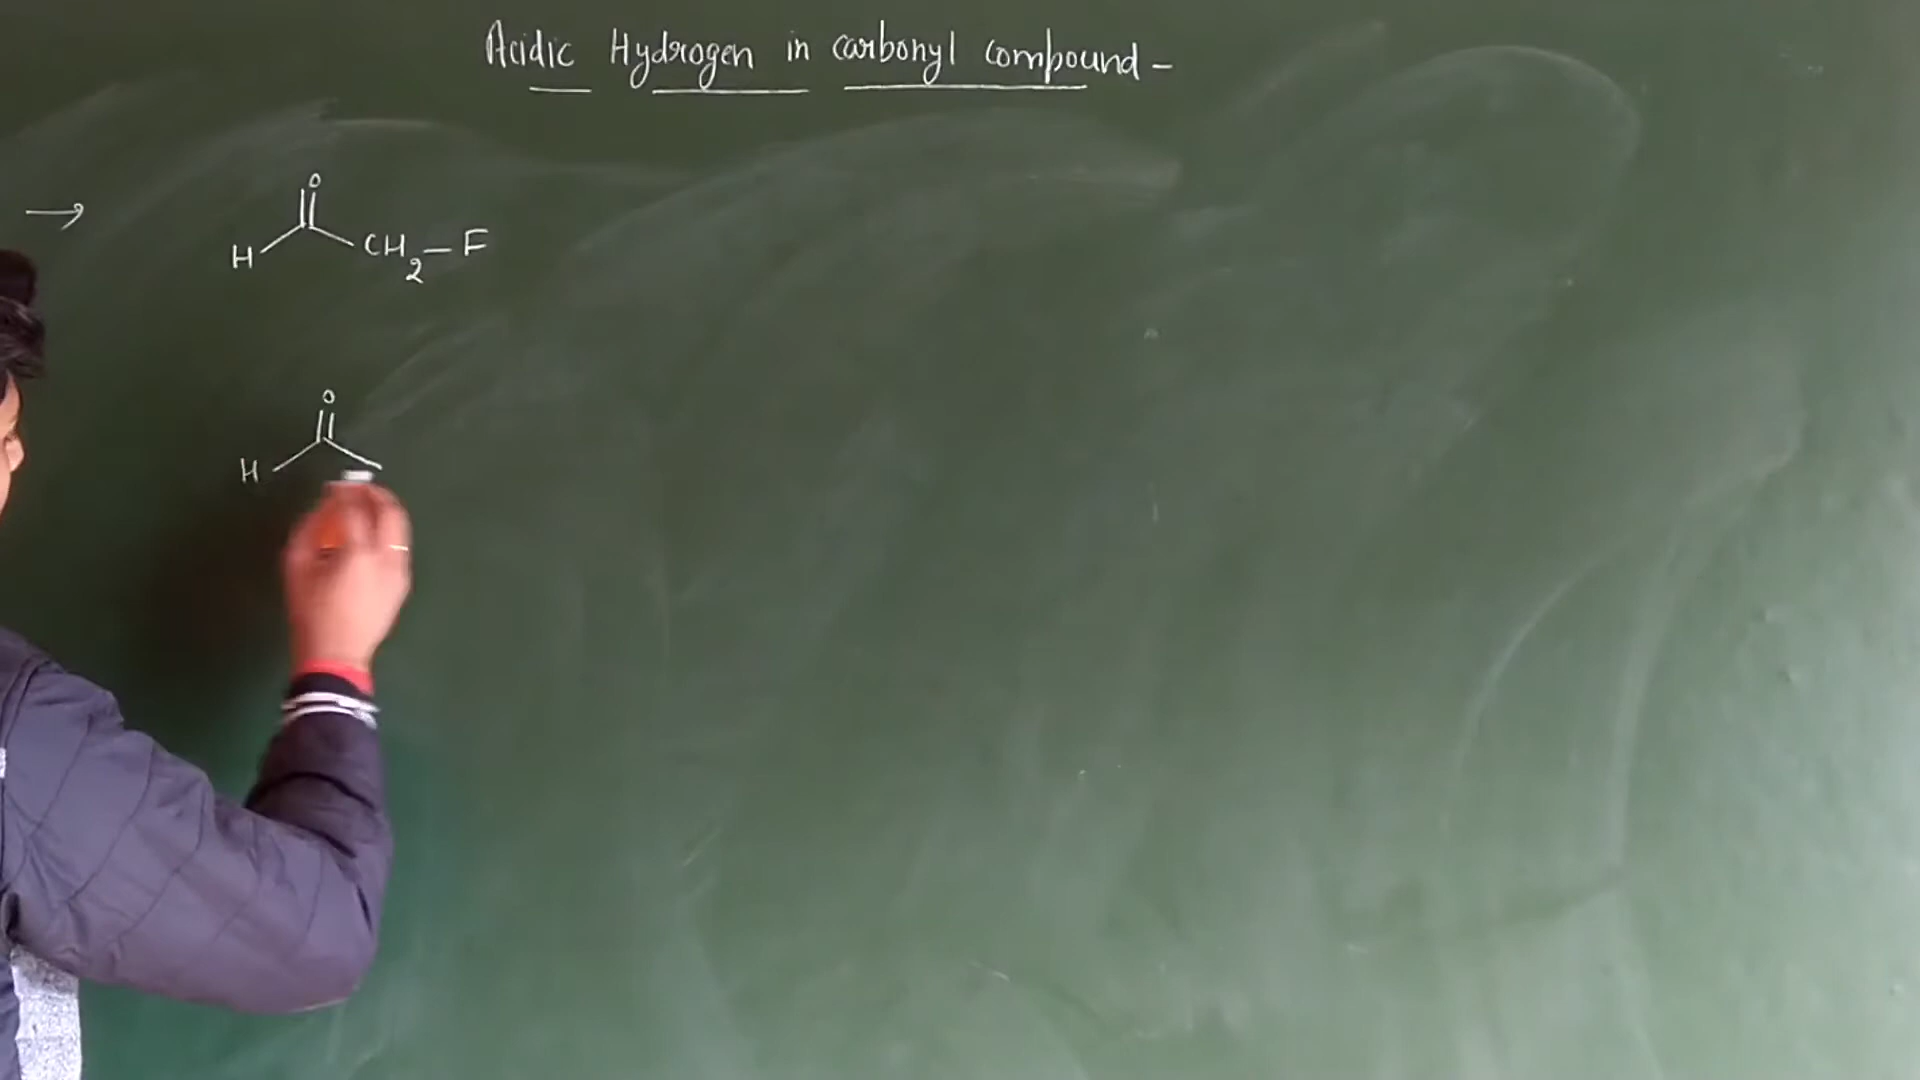 Acidic Hydrogen in carbonyl compound -
→
O
H CH2-F
O
H